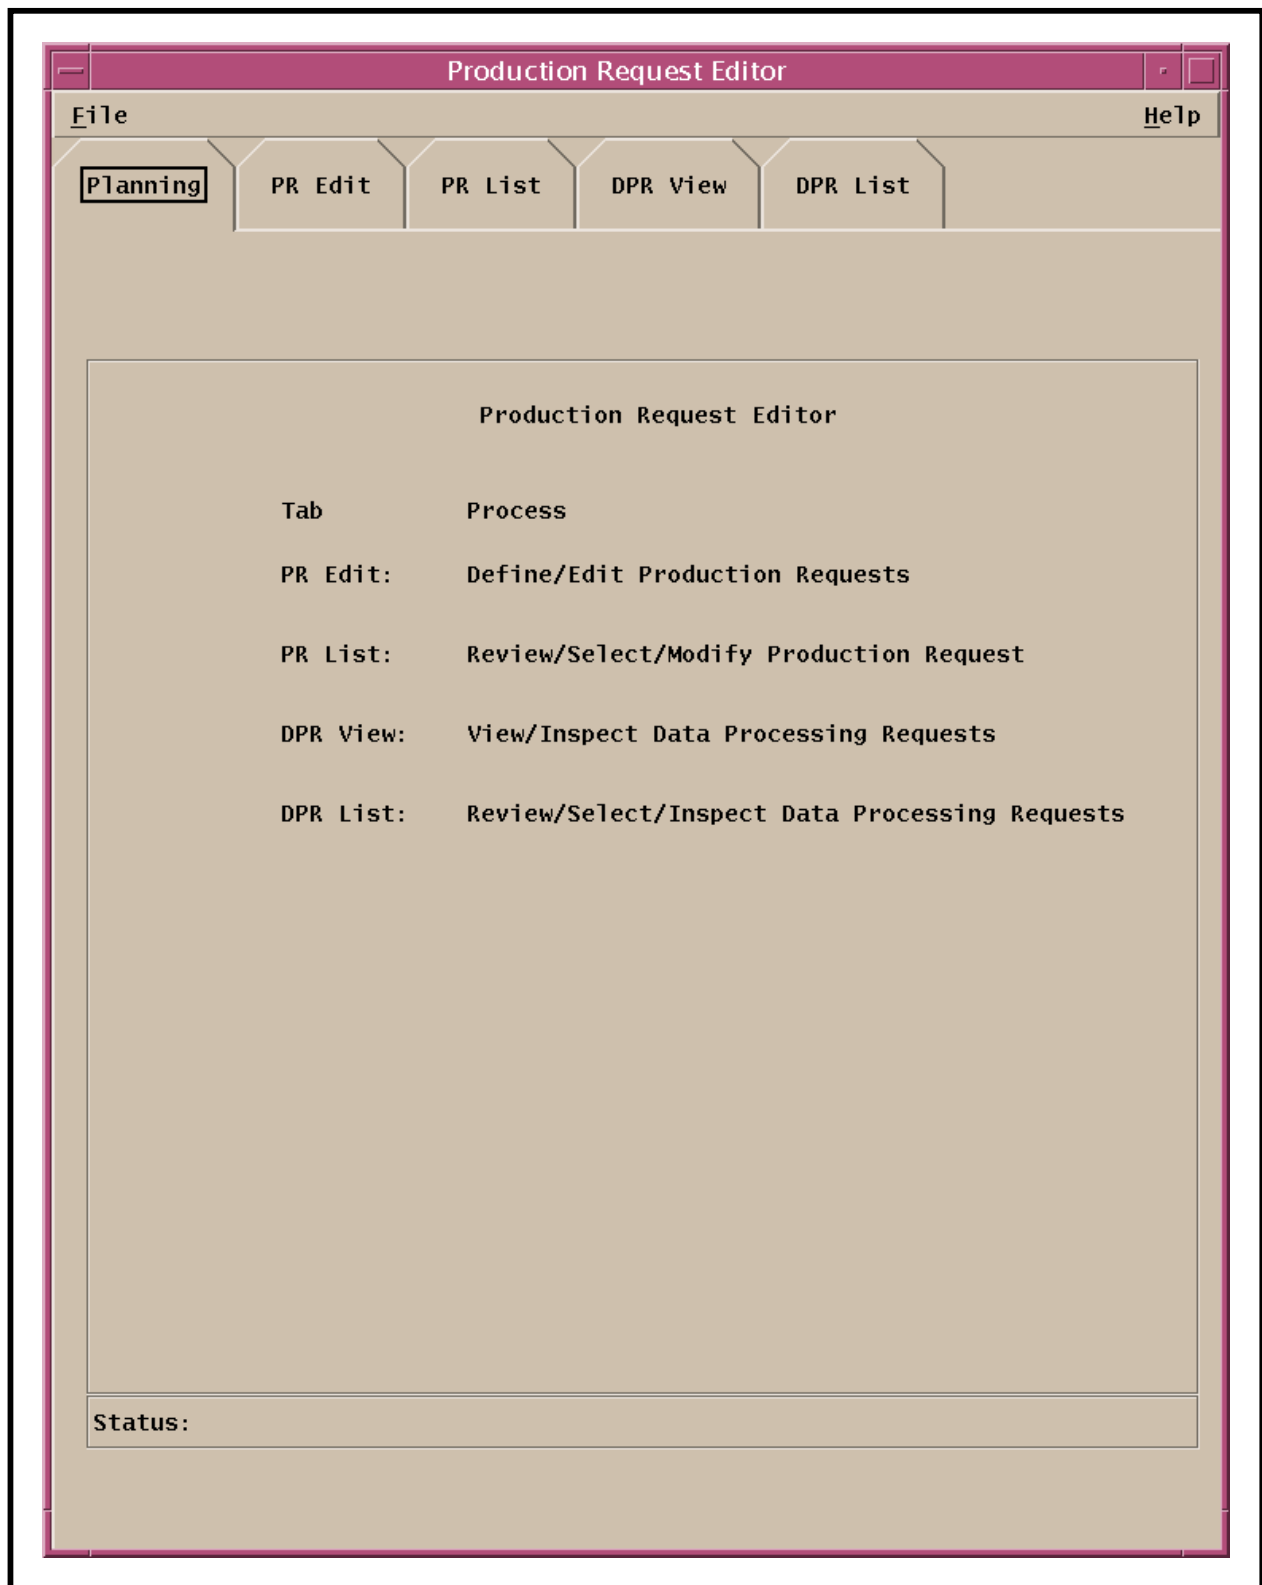 Production Request Editor
File Help
Planning PR Edit PR List DPR View DPR List
Production Request Editor
Tab Process
PR Edit: Define/Edit Production Requests
PR List: Review/Select/Modify Production Request
DPR View: View/Inspect Data Processing Requests
DPR List: Review/Select/Inspect Data Processing Requests
Status: